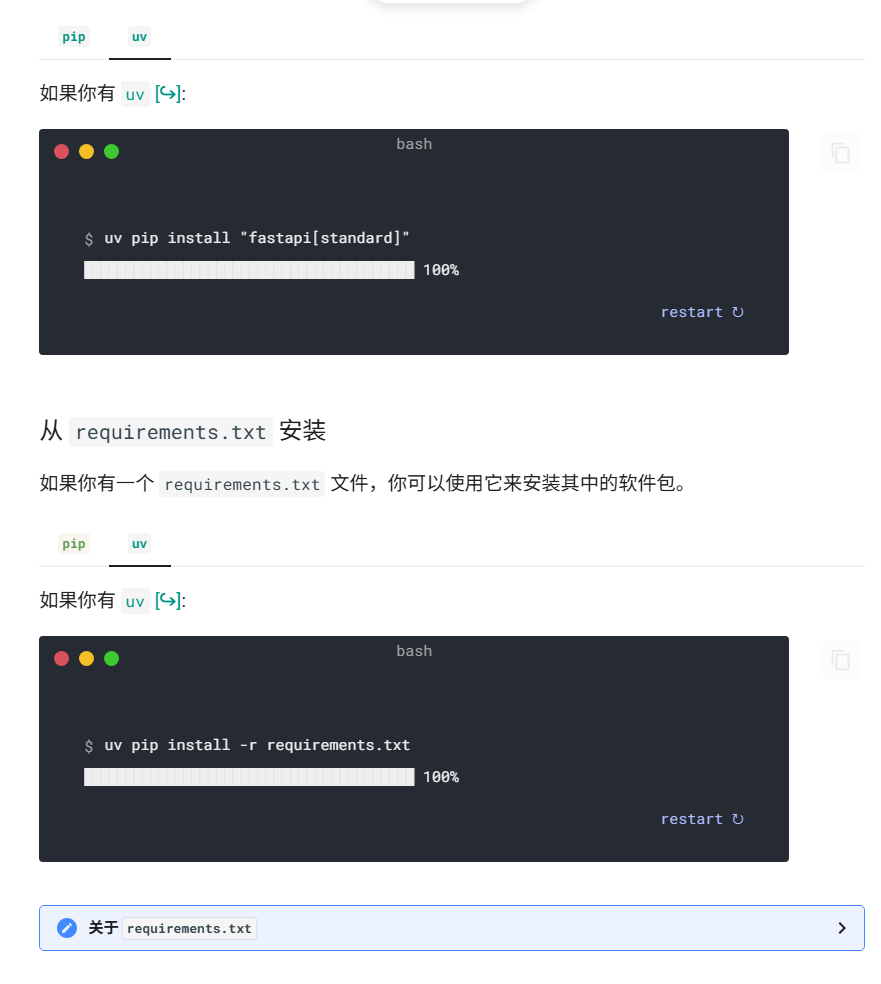 pip uv
如果你有 uv [↪]:
bash
$ uv pip install "fastapi[standard]"
100%
restart ↻
从 requirements.txt 安装
如果你有一个 requirements.txt 文件，你可以使用它来安装其中的软件包。
pip uv
如果你有 uv [↪]:
bash
$ uv pip install -r requirements.txt
100%
restart ↻
关于 requirements.txt